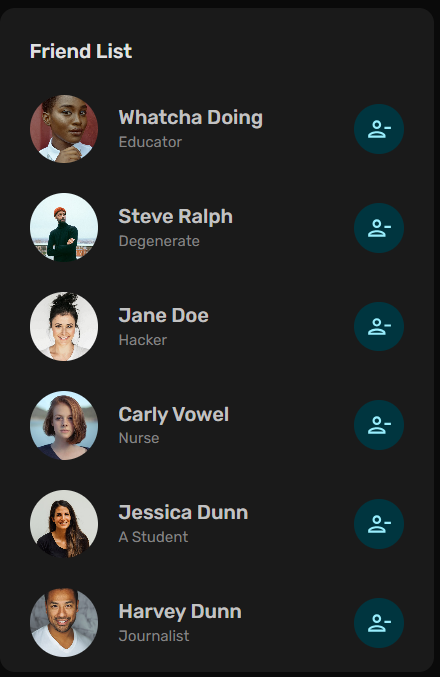 Friend List
Whatcha Doing
Educator
Steve Ralph
Degenerate
Jane Doe
Hacker
Carly Vowel
Nurse
Jessica Dunn
A Student
Harvey Dunn
Journalist